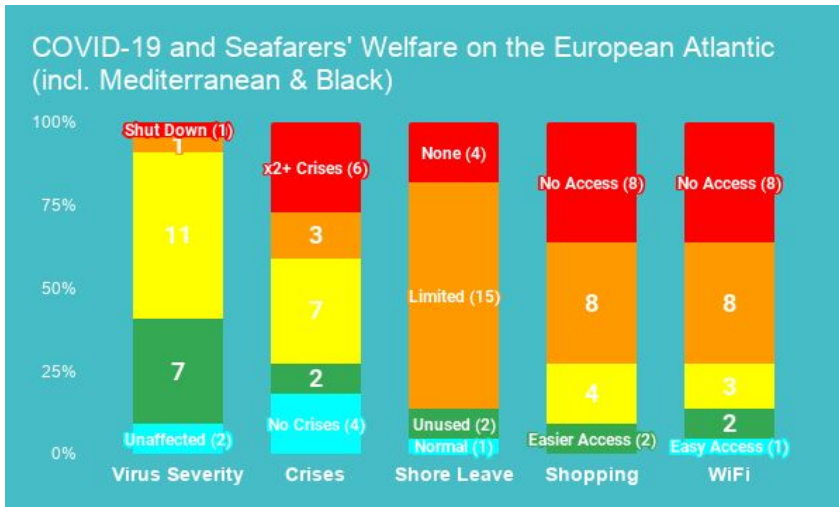 COVID-19 and Seafarers' Welfare on the European Atlantic
(incl. Mediterranean & Black)
100%
75%
50%
25%
0%
Shut Down (1)
1
11
7
Unaffected (2)
x2+ Crises (6)
3
7
2
No Crises (4)
None (4)
Limited (15)
Unused (2)
Normal (1)
No Access (8)
8
4
Easier Access (2)
No Access (8)
8
3
2
Easy Access (1)
Virus Severity
Crises
Shore Leave
Shopping
WiFi